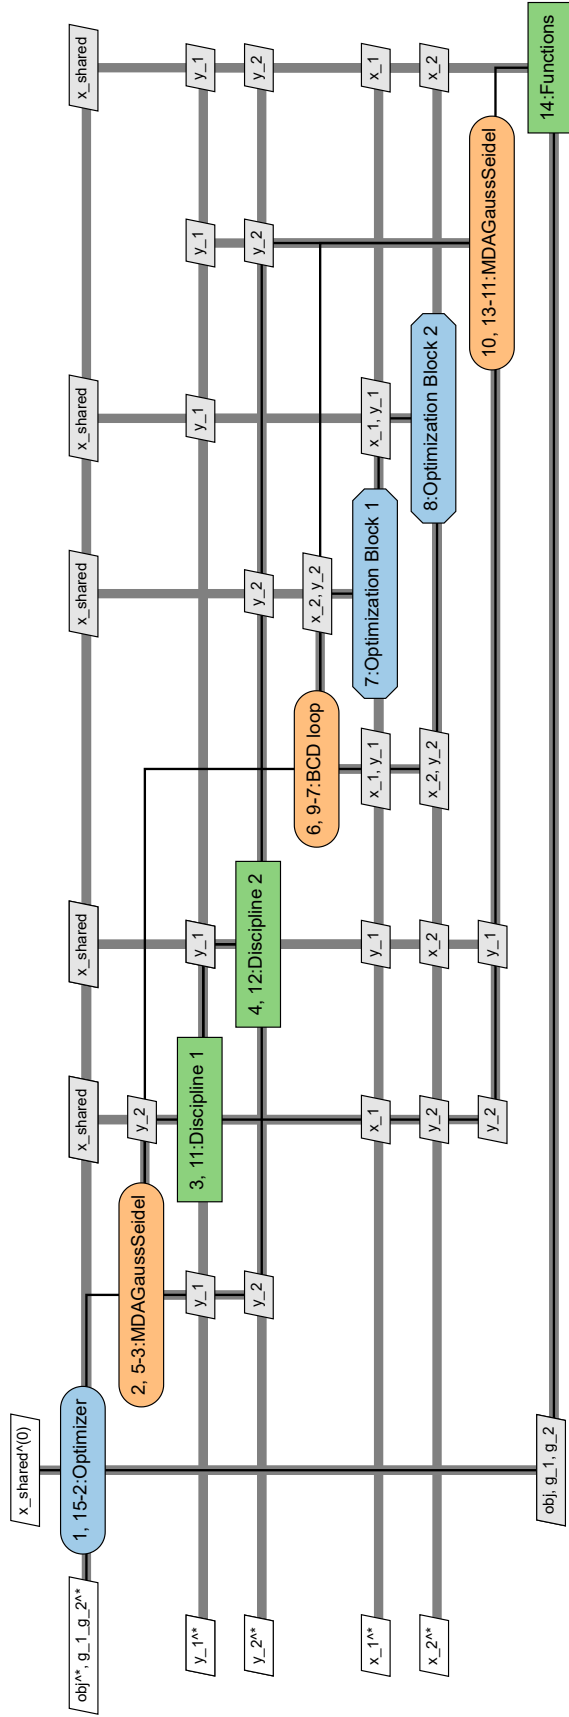 x_shared^(0)
obj^*, g_1_g_2^*
1, 15-2:Optimizer
x_shared
x_shared
x_shared
x_shared
x_shared
2, 5-3:MDAGaussSeidel
y_2
y_1^*
y_1
3, 11:Discipline 1
y_1
y_1
y_1
y_1
y_2^*
y_2
4, 12:Discipline 2
y_2
y_2
y_2
6, 9-7:BCD loop
x_2, y_2
x_1^*
x_1
y_1
x_1, y_1
7:Optimization Block 1
x_1, y_1
x_1
x_2^*
y_2
x_2
x_2, y_2
8:Optimization Block 2
x_2
y_2
y_1
10, 13-11:MDAGaussSeidel
obj, g_1, g_2
14:Functions